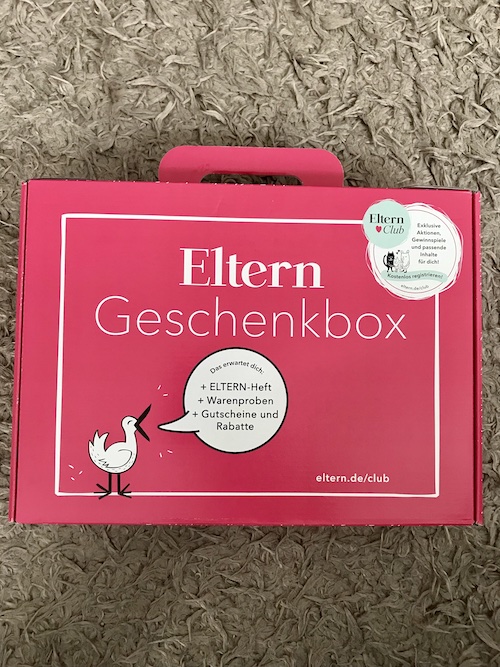 Eltern
Club
Exklusive
Aktionen,
Gewinnspiele
und passende
Inhalte
für dich!
Kostenlos registrieren!
eltern.de/club
Eltern
Geschenkbox
Das erwartet dich:
+ ELTERN-Heft
+ Warenproben
+ Gutscheine und
Rabatte
eltern.de/club